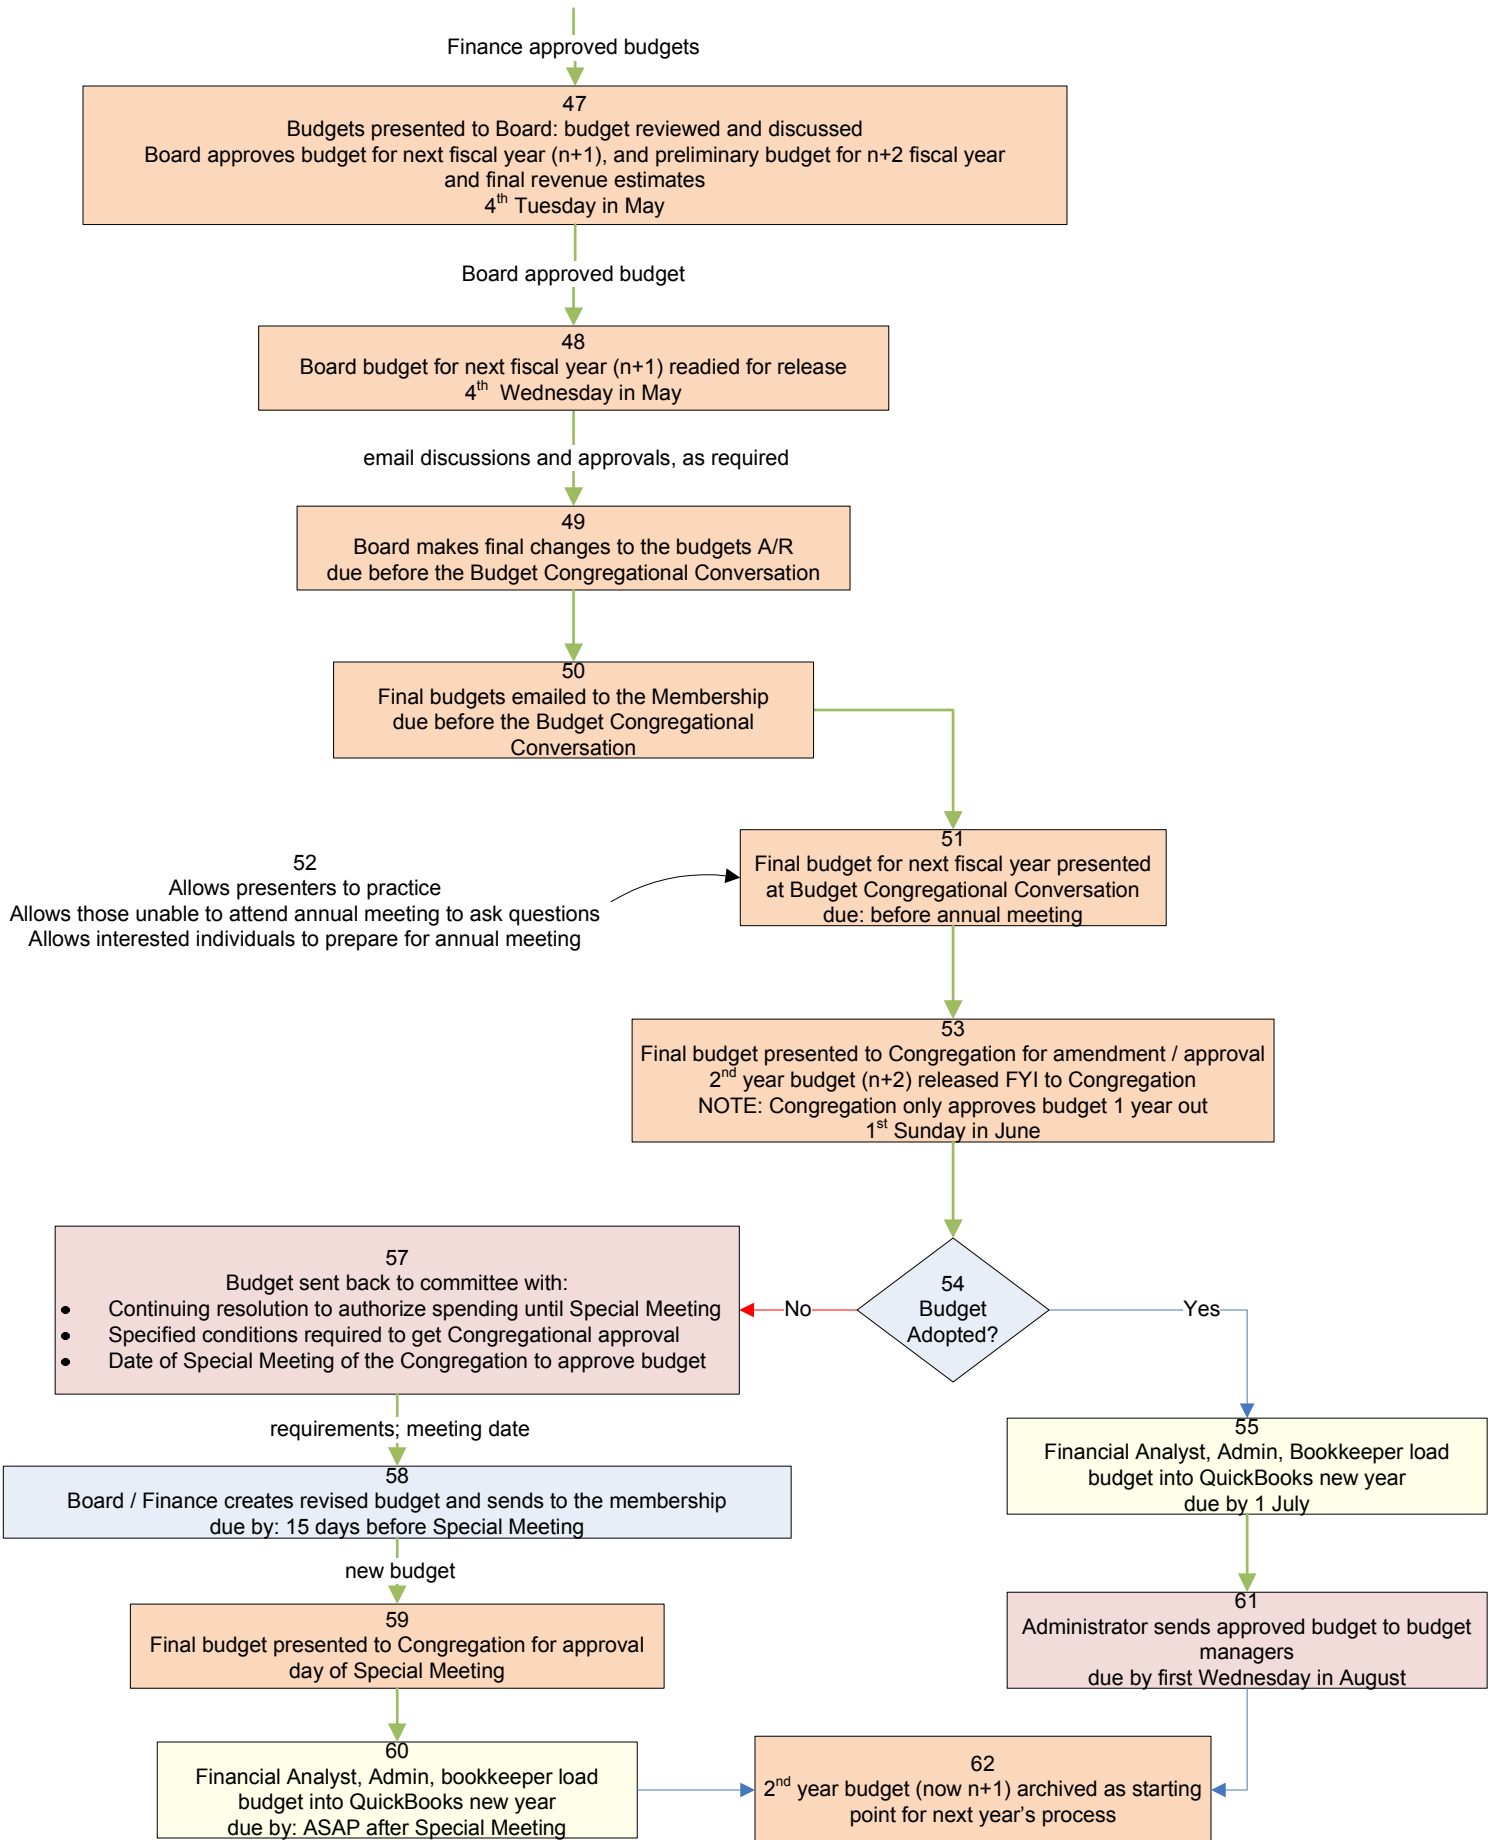 Finance approved budgets
47
Budgets presented to Board: budget reviewed and discussed
Board approves budget for next fiscal year (n+1), and preliminary budget for n+2 fiscal year
and final revenue estimates
4th Tuesday in May
Board approved budget
48
Board budget for next fiscal year (n+1) readied for release
4th Wednesday in May
email discussions and approvals, as required
49
Board makes final changes to the budgets A/R
due before the Budget Congregational Conversation
50
Final budgets emailed to the Membership
due before the Budget Congregational
Conversation
51
Final budget for next fiscal year presented
at Budget Congregational Conversation
due: before annual meeting
52
Allows presenters to practice
Allows those unable to attend annual meeting to ask questions
Allows interested individuals to prepare for annual meeting
53
Final budget presented to Congregation for amendment / approval
2nd year budget (n+2) released FYI to Congregation
NOTE: Congregation only approves budget 1 year out
1st Sunday in June
54
Budget
Adopted?
No
Yes
57
Budget sent back to committee with:
• Continuing resolution to authorize spending until Special Meeting
• Specified conditions required to get Congregational approval
• Date of Special Meeting of the Congregation to approve budget
requirements; meeting date
55
Financial Analyst, Admin, Bookkeeper load
budget into QuickBooks new year
due by 1 July
58
Board / Finance creates revised budget and sends to the membership
due by: 15 days before Special Meeting
new budget
61
Administrator sends approved budget to budget
managers
due by first Wednesday in August
59
Final budget presented to Congregation for approval
day of Special Meeting
60
Financial Analyst, Admin, bookkeeper load
budget into QuickBooks new year
due by: ASAP after Special Meeting
62
2nd year budget (now n+1) archived as starting
point for next year's process